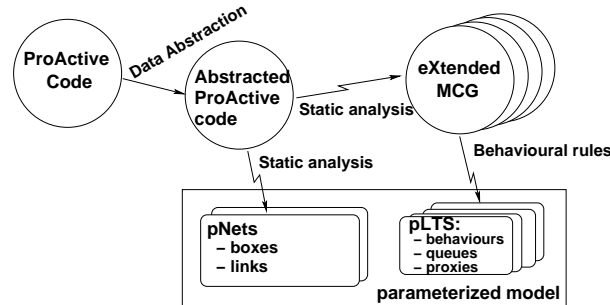 ProActive
Code
Data Abstraction
Abstracted
ProActive
code
Static analysis
eXtended
MCG
Static analysis
Behavioural rules
pNets
– boxes
– links
pLTS:
– behaviours
– queues
– proxies
parameterized model